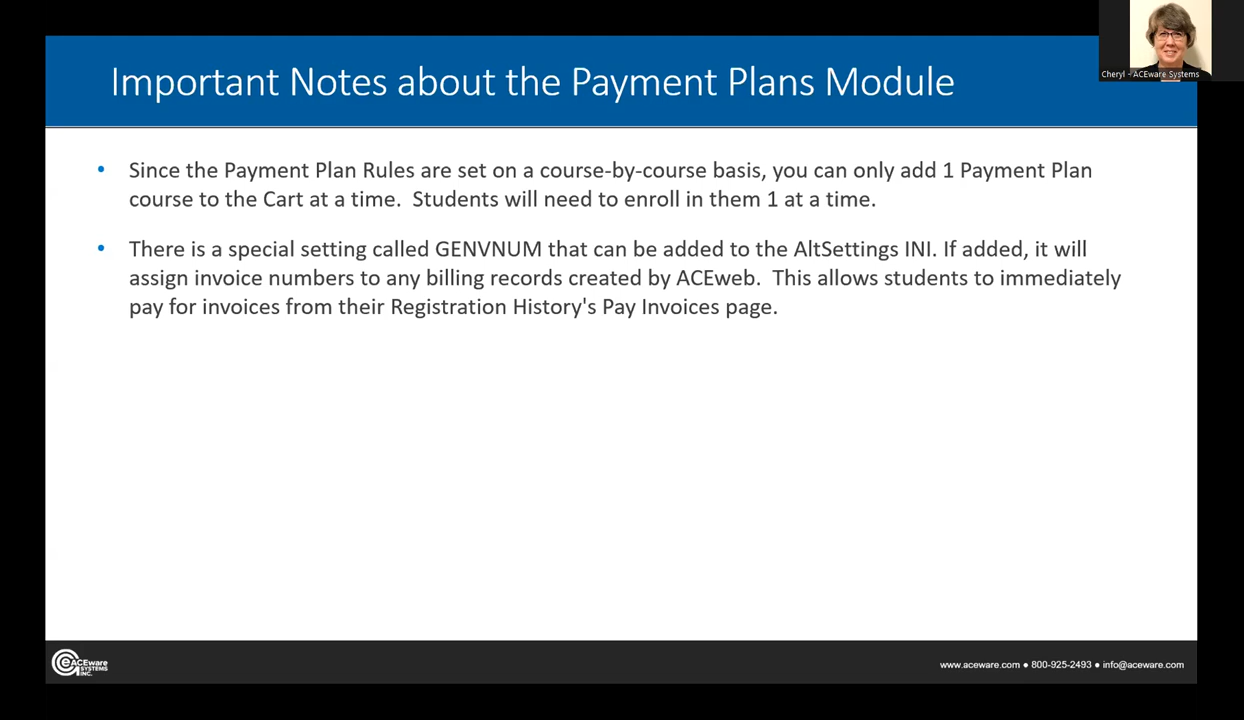 Important Notes about the Payment Plans Module
Cheryl - ACEware Systems
• Since the Payment Plan Rules are set on a course-by-course basis, you can only add 1 Payment Plan
course to the Cart at a time.  Students will need to enroll in them 1 at a time.
• There is a special setting called GENVNUM that can be added to the AltSettings INI. If added, it will
assign invoice numbers to any billing records created by ACEweb.  This allows students to immediately
pay for invoices from their Registration History's Pay Invoices page.
ACEware
SYSTEMS
INC.
www.aceware.com ● 800-925-2493 ● info@aceware.com